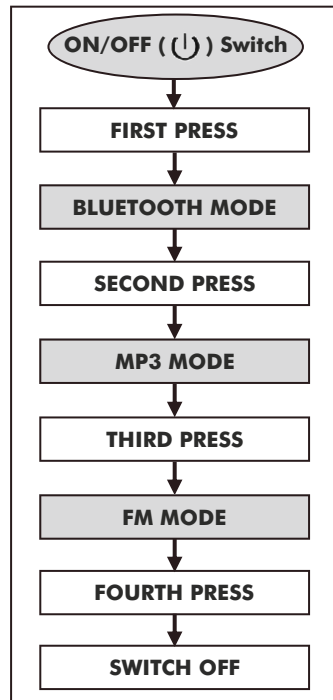 ON/OFF ( ⏻ ) Switch
FIRST PRESS
BLUETOOTH MODE
SECOND PRESS
MP3 MODE
THIRD PRESS
FM MODE
FOURTH PRESS
SWITCH OFF